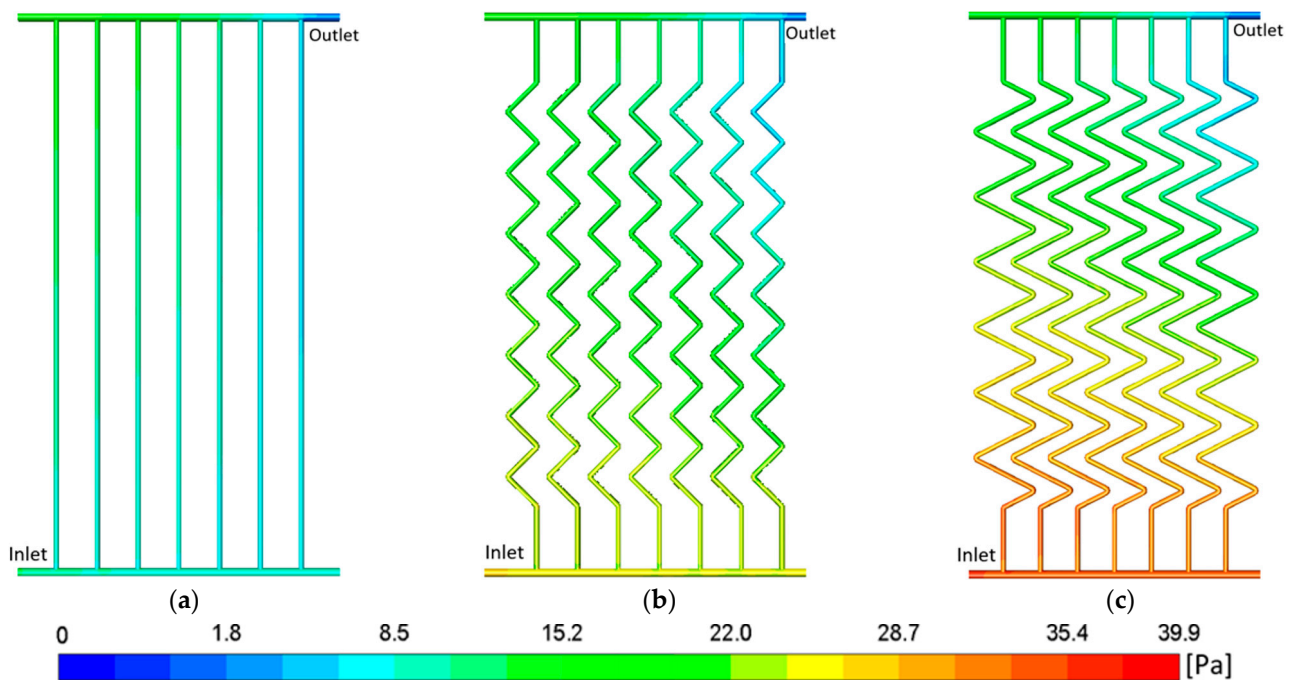 Outlet
Outlet
Outlet
Inlet
Inlet
Inlet
(a)
(b)
(c)
0 1.8 8.5 15.2 22.0 28.7 35.4 39.9
[Pa]